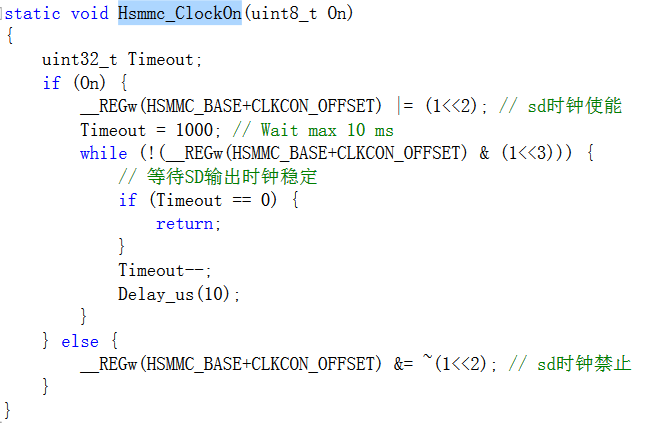 static void Hsmmc_ClockOn(uint8_t On)
{
    uint32_t Timeout;
    if (On) {
        __REGw(HSMMC_BASE+CLKCON_OFFSET) |= (1<<2); // sd时钟使能
        Timeout = 1000; // Wait max 10 ms
        while (!(__REGw(HSMMC_BASE+CLKCON_OFFSET) & (1<<3))) {
            // 等待SD输出时钟稳定
            if (Timeout == 0) {
                return;
            }
            Timeout--;
            Delay_us(10);
        }
    } else {
        __REGw(HSMMC_BASE+CLKCON_OFFSET) &= ~(1<<2); // sd时钟禁止
    }
}